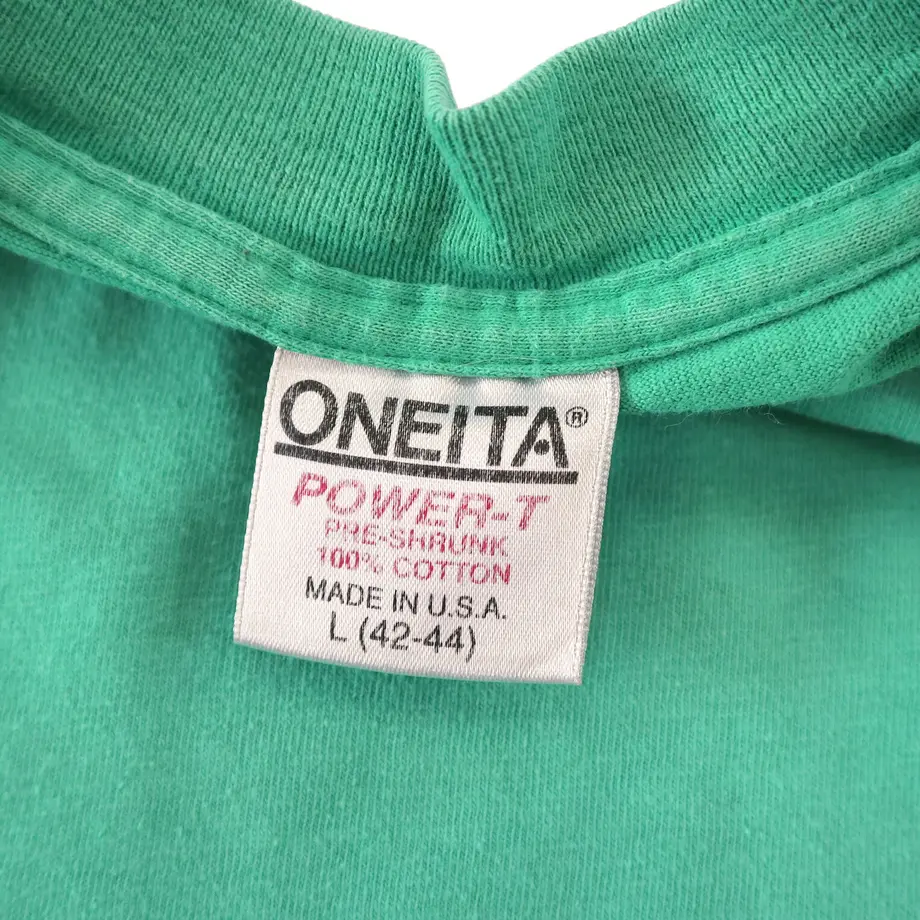 ONEITA®
POWER-T
PRE-SHRUNK
100% COTTON
MADE IN U.S.A.
L (42-44)